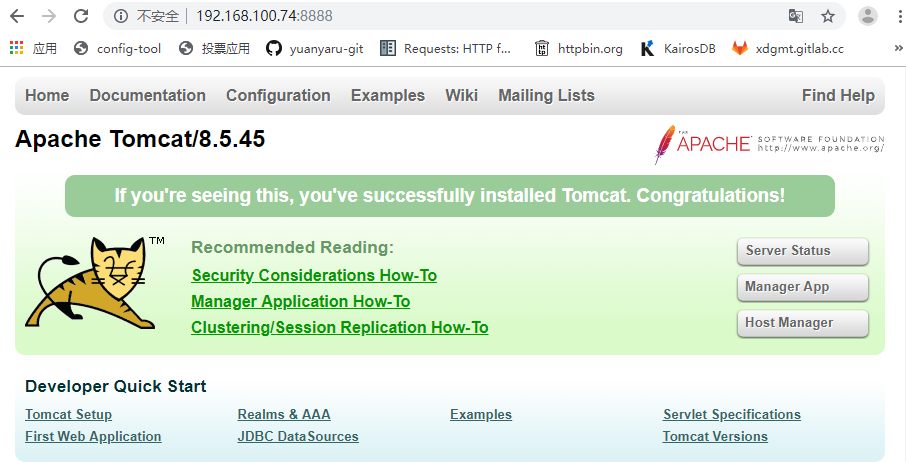 不安全 | 192.168.100.74:8888
应用 config-tool 投票应用 yuanyaru-git Requests: HTTP f... httpbin.org KairosDB xdgmt.gitlab.cc »
Home Documentation Configuration Examples Wiki Mailing Lists Find Help
Apache Tomcat/8.5.45
THE APACHE SOFTWARE FOUNDATION
http://www.apache.org/
If you're seeing this, you've successfully installed Tomcat. Congratulations!
TM
Recommended Reading:
Security Considerations How-To
Manager Application How-To
Clustering/Session Replication How-To
Server Status
Manager App
Host Manager
Developer Quick Start
Tomcat Setup Realms & AAA Examples Servlet Specifications
First Web Application JDBC DataSources Tomcat Versions